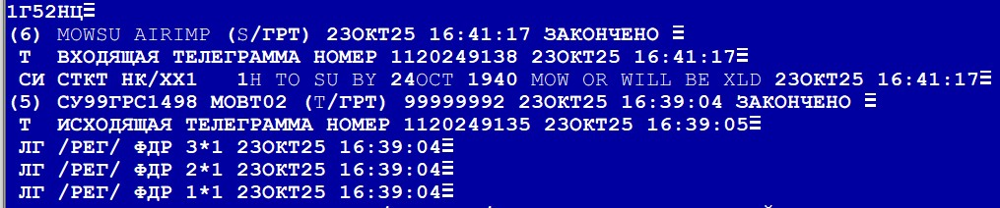 1Г52НЦ
(6) MOWSU AIRIMP (S/ГРТ) 23ОКТ25 16:41:17 ЗАКОНЧЕНО
Т ВХОДЯЩАЯ ТЕЛЕГРАММА НОМЕР 1120249138 23ОКТ25 16:41:17
СИ СТКТ НК/ХХ1 1H TO SU BY 24OCT 1940 MOW OR WILL BE XLD 23ОКТ25 16:41:17
(5) СУ99ГРС1498 МОВТ02 (T/ГРТ) 99999992 23ОКТ25 16:39:04 ЗАКОНЧЕНО
Т ИСХОДЯЩАЯ ТЕЛЕГРАММА НОМЕР 1120249135 23ОКТ25 16:39:05
ЛГ /РЕГ/ ФДР 3*1 23ОКТ25 16:39:04
ЛГ /РЕГ/ ФДР 2*1 23ОКТ25 16:39:04
ЛГ /РЕГ/ ФДР 1*1 23ОКТ25 16:39:04